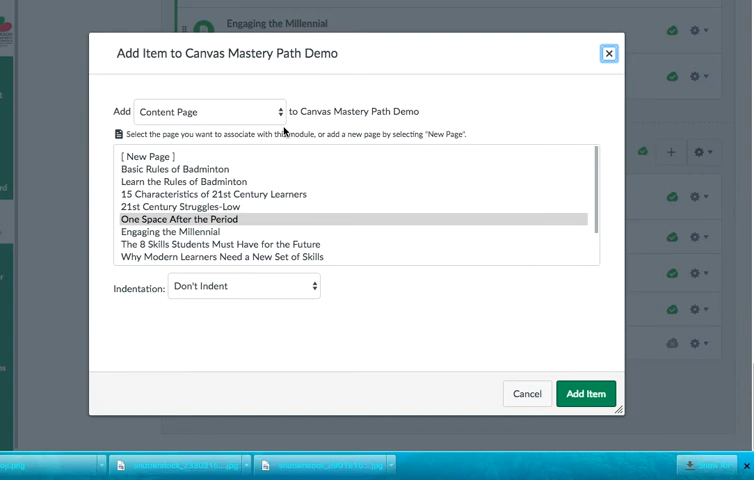 Engaging the Millennial
Add Item to Canvas Mastery Path Demo
Add Content Page to Canvas Mastery Path Demo
Select the page you want to associate with this module, or add a new page by selecting "New Page".
[ New Page ]
Basic Rules of Badminton
Learn the Rules of Badminton
15 Characteristics of 21st Century Learners
21st Century Struggles-Low
One Space After the Period
Engaging the Millennial
The 8 Skills Students Must Have for the Future
Why Modern Learners Need a New Set of Skills
Indentation: Don't Indent
Cancel Add Item